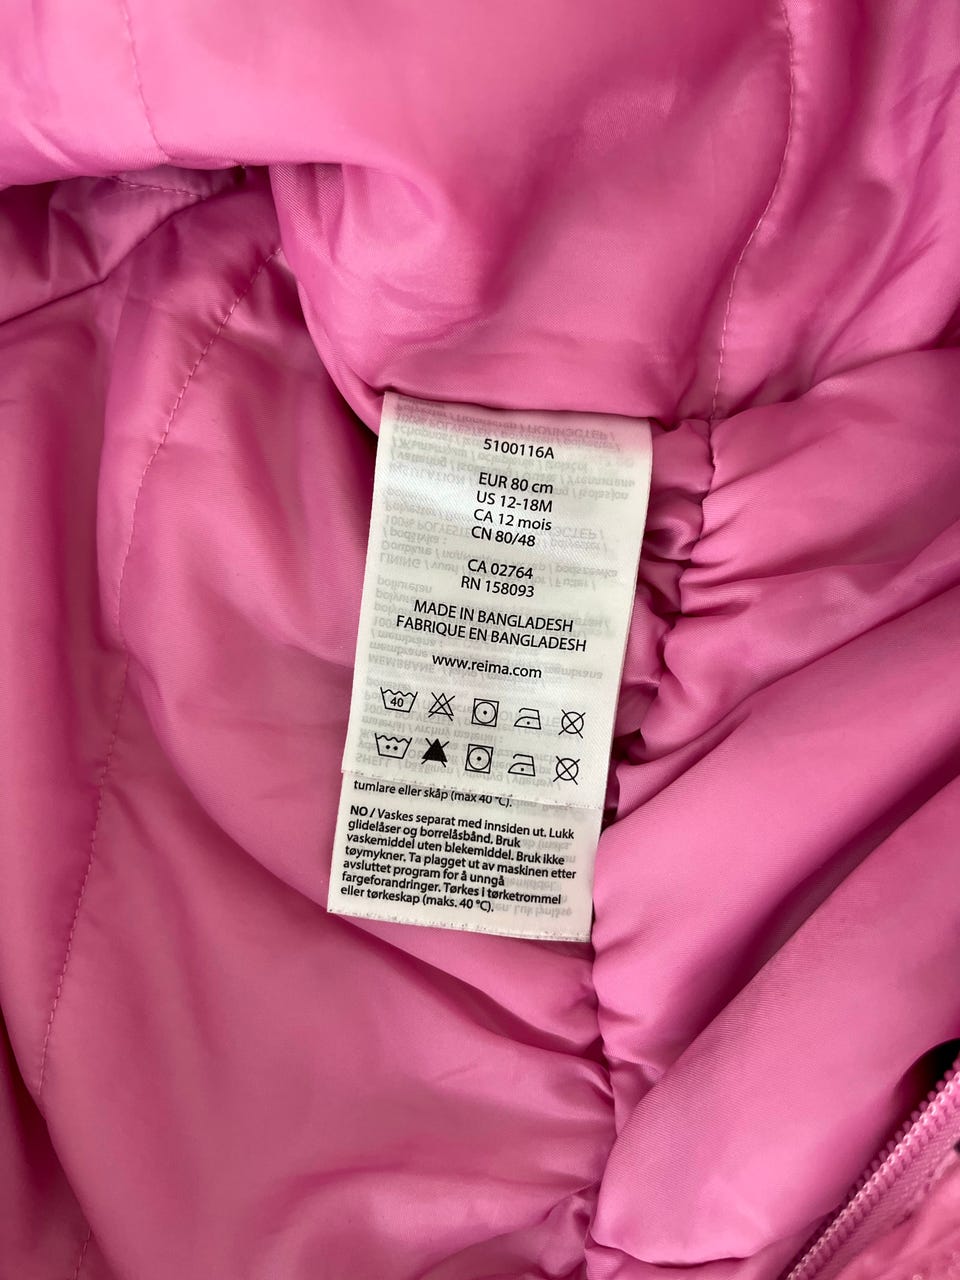 5100116A
EUR 80 cm
US 12-18M
CA 12 mois
CN 80/48
CA 02764
RN 158093
MADE IN BANGLADESH
FABRIQUE EN BANGLADESH
www.reima.com
40
tumlare eller skåp (max 40 °C).
NO / Vaskes separat med innsiden ut. Lukk
glidelåser og borrelåsbånd. Bruk
vaskemiddel uten blekemiddel. Bruk ikke
tøymykner. Ta plagget ut av maskinen etter
avsluttet program for å unngå
fargeforandringer. Tørkes i tørketrommel
eller tørkeskap (maks. 40 °C).